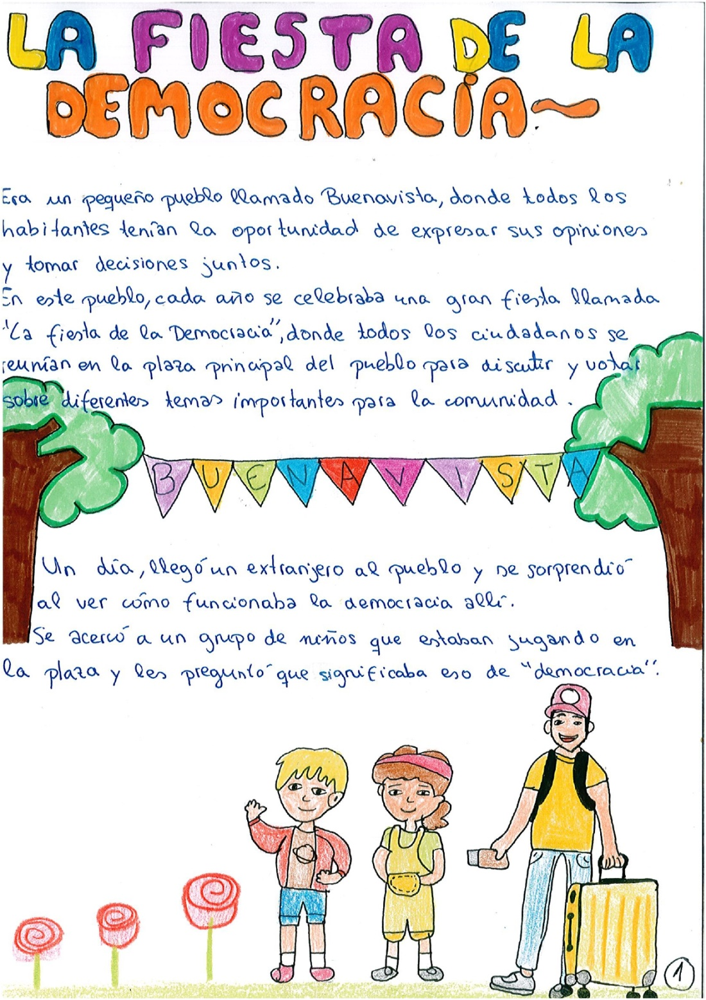 LA FIESTA DE LA
DEMOCRACIA~
Era un pequeño pueblo llamado Buenavista, donde todos los
habitantes tenían la oportunidad de expresar sus opiniones
y tomar decisiones juntos.
En este pueblo, cada año se celebraba una gran fiesta llamada
"La fiesta de la Democracia", donde todos los ciudadanos se
reunían en la plaza principal del pueblo para discutir y votar
sobre diferentes temas importantes para la comunidad.
BUENAVISTA
Un día, llegó un extranjero al pueblo y se sorprendió
al ver cómo funcionaba la democracia allí.
Se acercó a un grupo de niños que estaban jugando en
la plaza y les preguntó que significaba eso de "democracia".
1